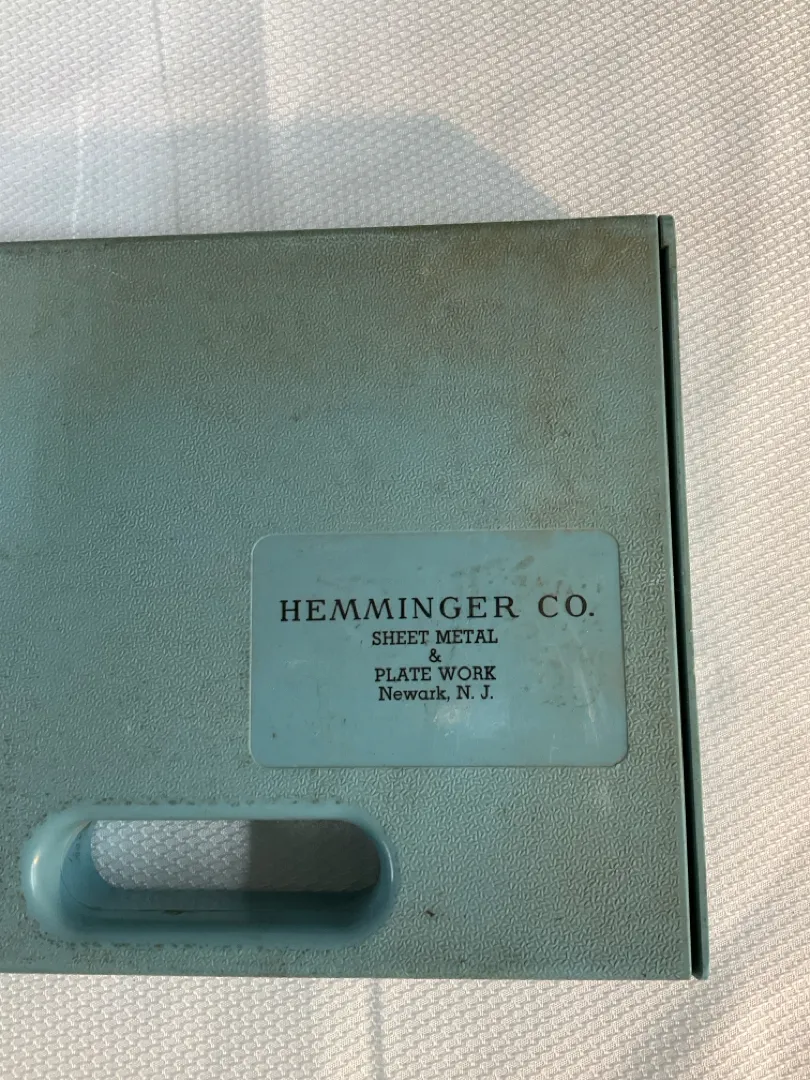 HEMMINGER CO.
SHEET METAL
&
PLATE WORK
Newark, N. J.